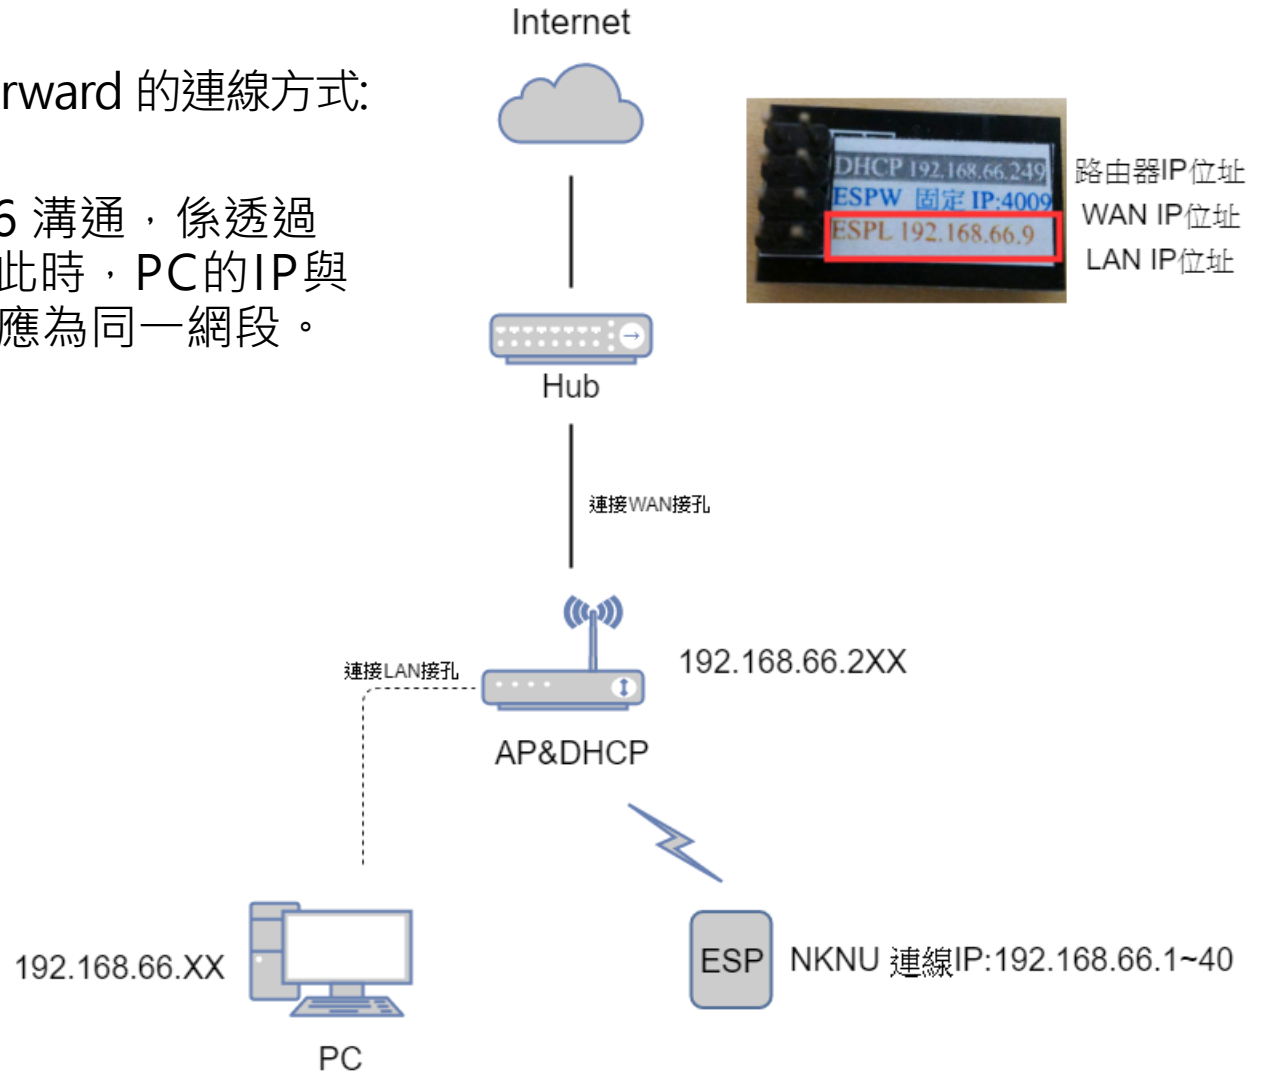 Internet
rward 的連線方式:
6 溝通，係透過
此時，PC的IP與
應為同一網段。
DHCP 192.168.66.249
ESPW 固定 IP:4009
ESPL 192.168.66.9
路由器IP位址
WAN IP位址
LAN IP位址
Hub
連接WAN接孔
連接LAN接孔
192.168.66.2XX
AP&DHCP
192.168.66.XX
PC
ESP
NKNU 連線IP:192.168.66.1~40